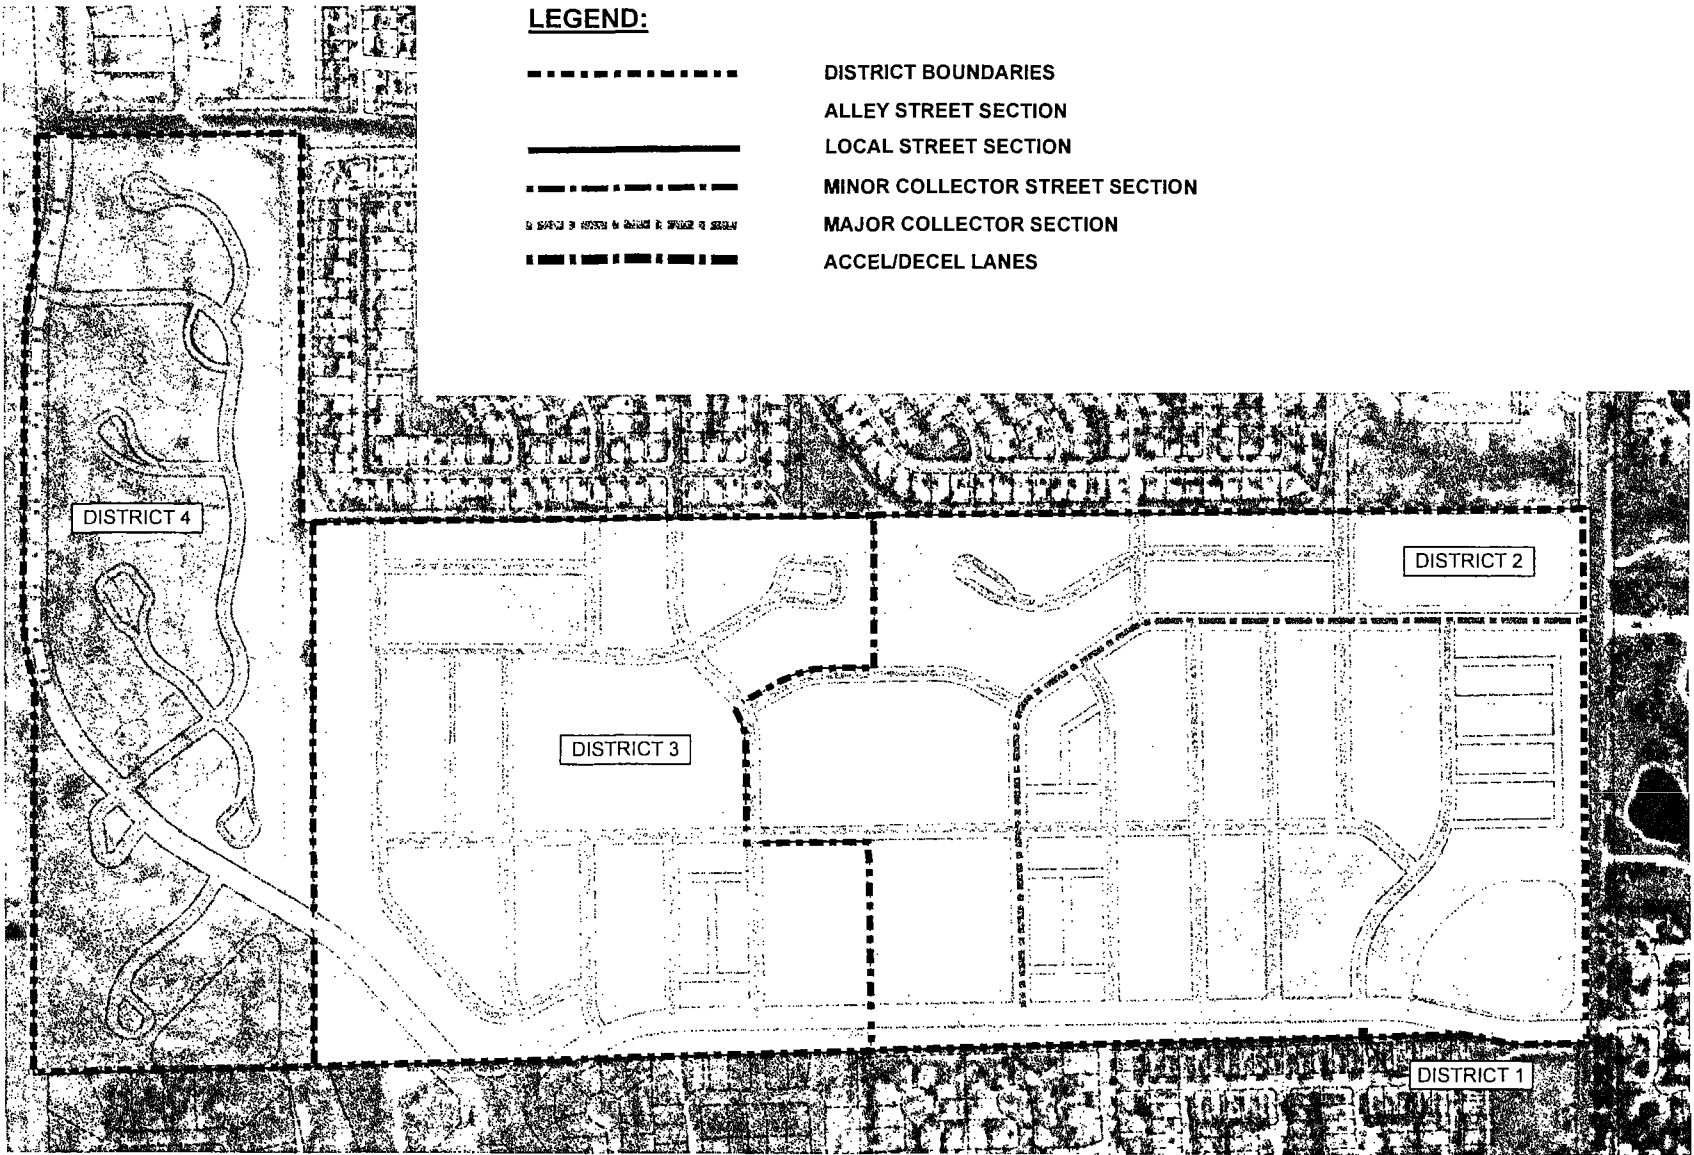 LEGEND:
DISTRICT BOUNDARIES
ALLEY STREET SECTION
LOCAL STREET SECTION
MINOR COLLECTOR STREET SECTION
MAJOR COLLECTOR SECTION
ACCEL/DECEL LANES
DISTRICT 4
DISTRICT 2
DISTRICT 3
DISTRICT 1